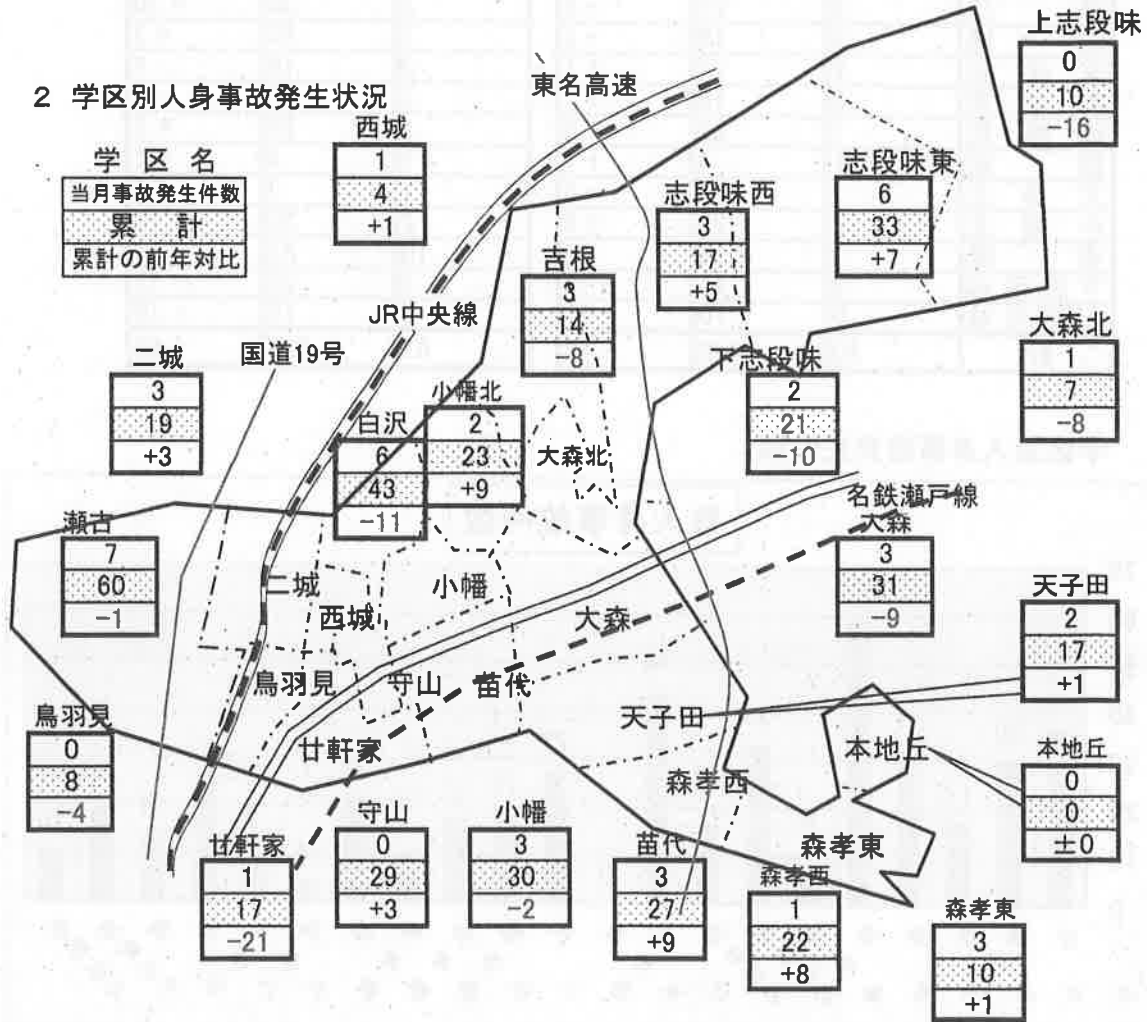 2 学区別人身事故発生状況
学 区 名
当月事故発生件数
累 計
累計の前年対比
西城
1
4
+1
東名高速
上志段味
0
10
-16
志段味東
6
33
+7
志段味西
3
17
+5
吉根
3
14
-8
JR中央線
国道19号
二城
3
19
+3
大森北
1
7
-8
下志段味
2
21
-10
小幡北
2
23
+9
白沢
6
43
-11
大森北
名鉄瀬戸線
大森
3
31
-9
瀬古
7
60
-1
二城
西城
小幡
大森
天子田
2
17
+1
鳥羽見
守山
苗代
天子田
鳥羽見
0
8
-4
廿軒家
本地丘
本地丘
0
0
±0
森孝西
森孝東
廿軒家
1
17
-21
守山
0
29
+3
小幡
3
30
-2
苗代
3
27
+9
森孝西
1
22
+8
森孝東
3
10
+1